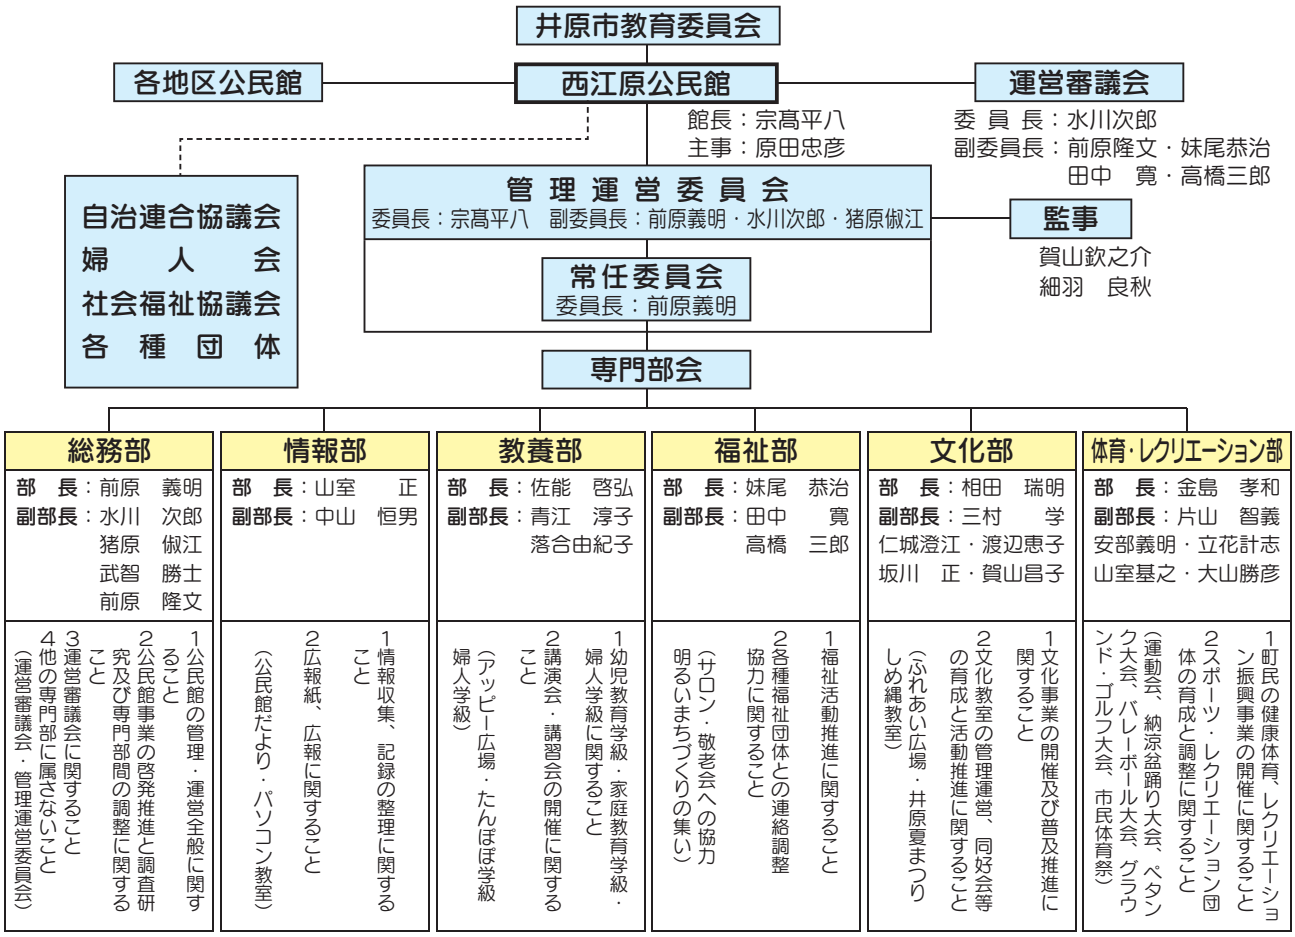 井原市教育委員会
各地区公民館
西江原公民館
運営審議会
館長：宗髙平八
主事：原田忠彦
委員長：水川次郎
副委員長：前原隆文・妹尾恭治
田中　寛・高橋三郎
自治連合協議会
婦人会
社会福祉協議会
各種団体
管理運営委員会
委員長：宗髙平八　副委員長：前原義明・水川次郎・猪原俶江
監事
賀山欽之介
細羽　良秋
常任委員会
委員長：前原義明
専門部会
総務部
部　長：前原　義明
副部長：水川　次郎
猪原　俶江
武智　勝士
前原　隆文
1公民館の管理・運営全般に関す
ること
2公民館事業の啓発推進と調査研
究及び専門部間の調整に関する
こと
3運営審議会に関すること
4他の専門部に属さないこと
（運営審議会・管理運営委員会）
情報部
部　長：山室　　正
副部長：中山　恒男
1情報収集、記録の整理に関する
こと
2広報紙、広報に関すること
（公民館だより・パソコン教室）
教養部
部　長：佐能　啓弘
副部長：青江　淳子
落合由紀子
1幼児教育学級・家庭教育学級・
婦人学級に関すること
2講演会・講習会の開催に関する
こと
（アッピー広場・たんぽぽ学級
婦人学級）
福祉部
部　長：妹尾　恭治
副部長：田中　　寛
高橋　三郎
1福祉活動推進に関すること
2各種福祉団体との連絡調整
協力に関すること
（サロン・敬老会への協力
明るいまちづくりの集い）
文化部
部　長：相田　瑞明
副部長：三村　　学
仁城澄江・渡辺恵子
坂川　正・賀山昌子
1文化事業の開催及び普及推進に
関すること
2文化教室の管理運営、同好会等
の育成と活動推進に関すること
（ふれあい広場・井原夏まつり
しめ縄教室）
体育・レクリエーション部
部　長：金島　孝和
副部長：片山　智義
安部義明・立花計志
山室基之・大山勝彦
1町民の健康体育、レクリエーショ
ン振興事業の開催に関すること
2スポーツ・レクリエーション団
体の育成と調整に関すること
（運動会、納涼盆踊り大会、ペタン
ク大会、バレーボール大会、グラウ
ンド・ゴルフ大会、市民体育祭）